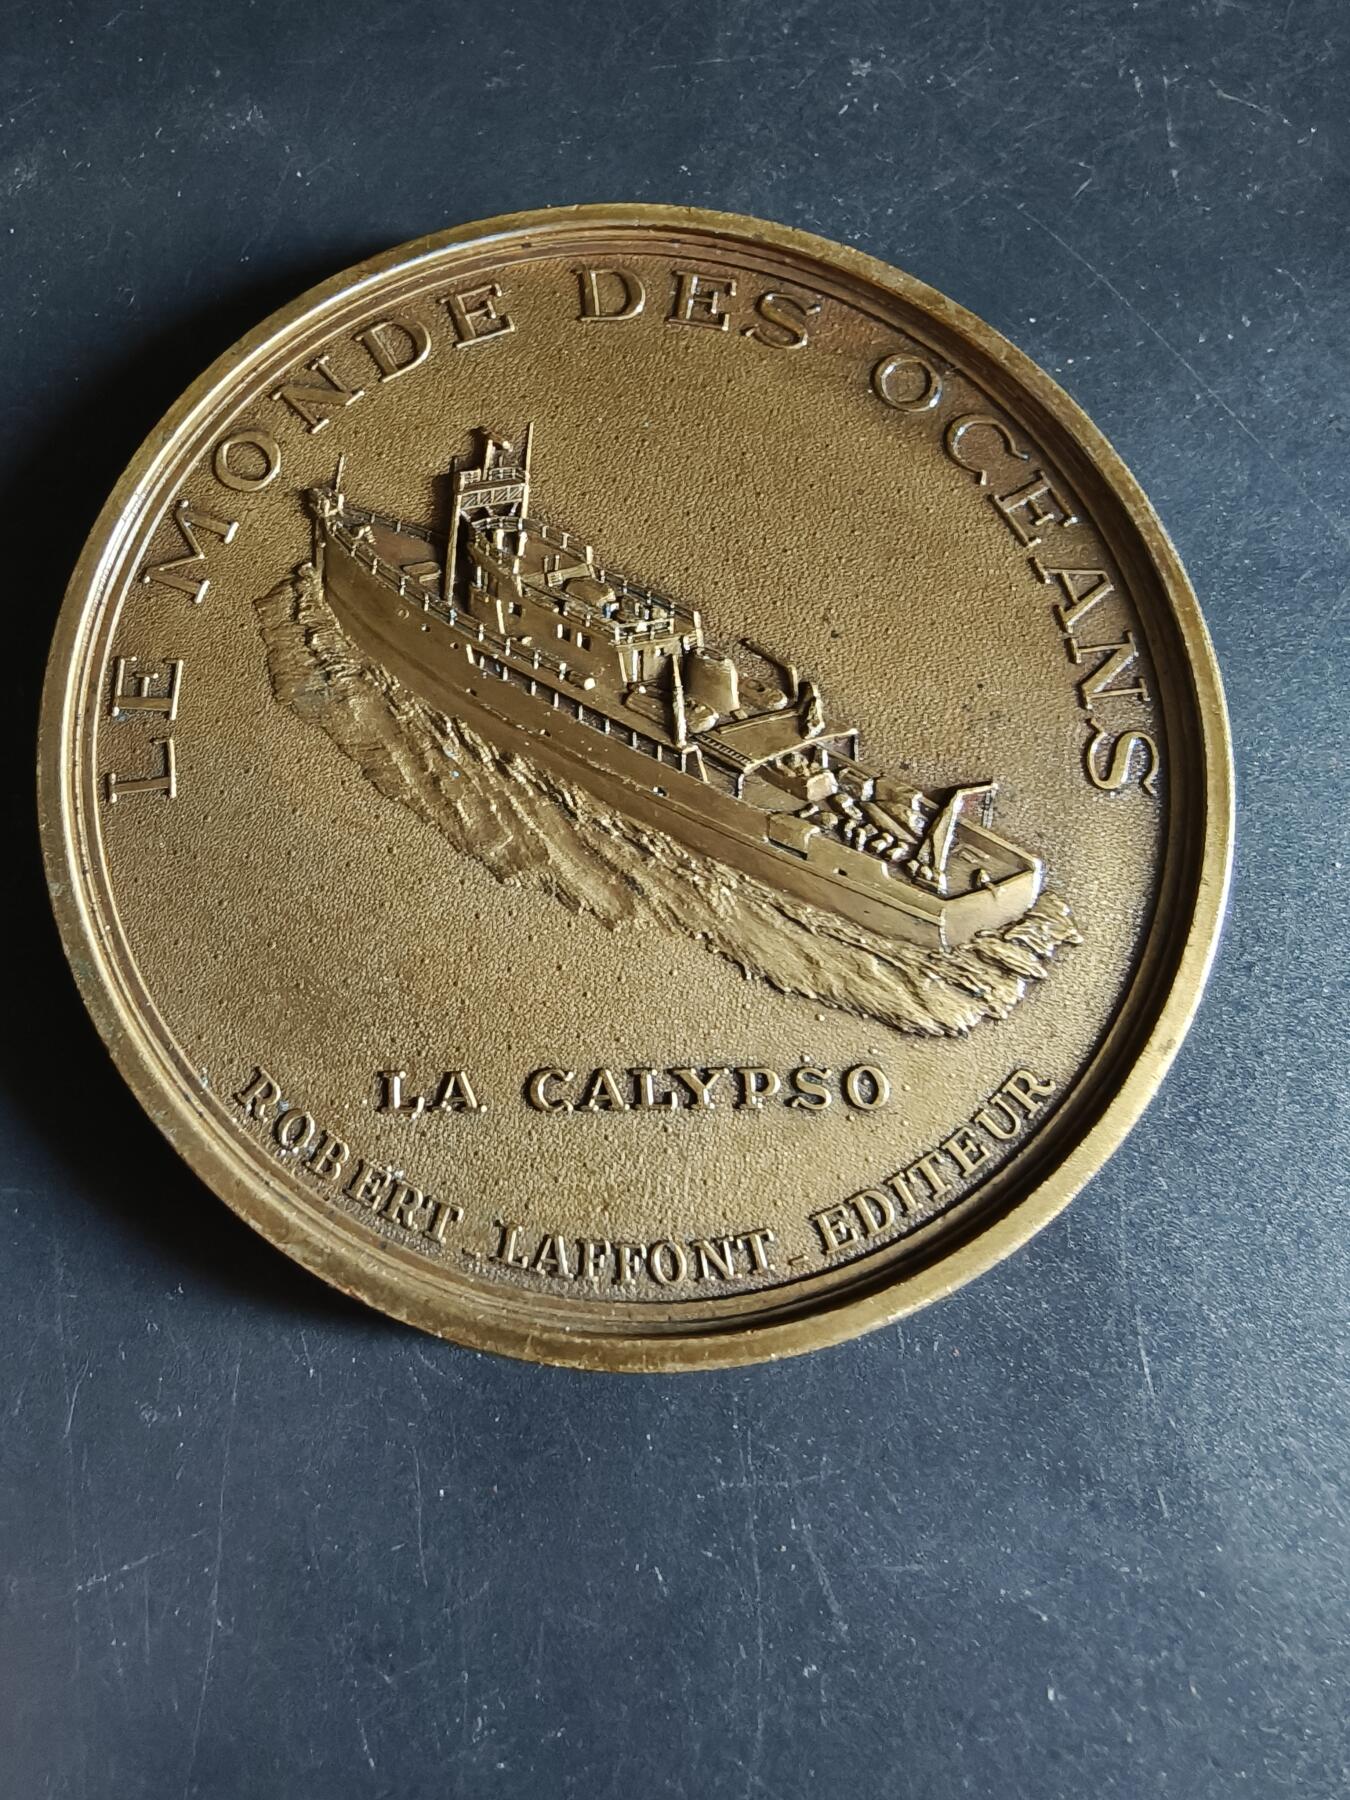 LE MONDE DES OCEANS
LA CALYPSO
ROBERT - LAFFONT - EDITEUR